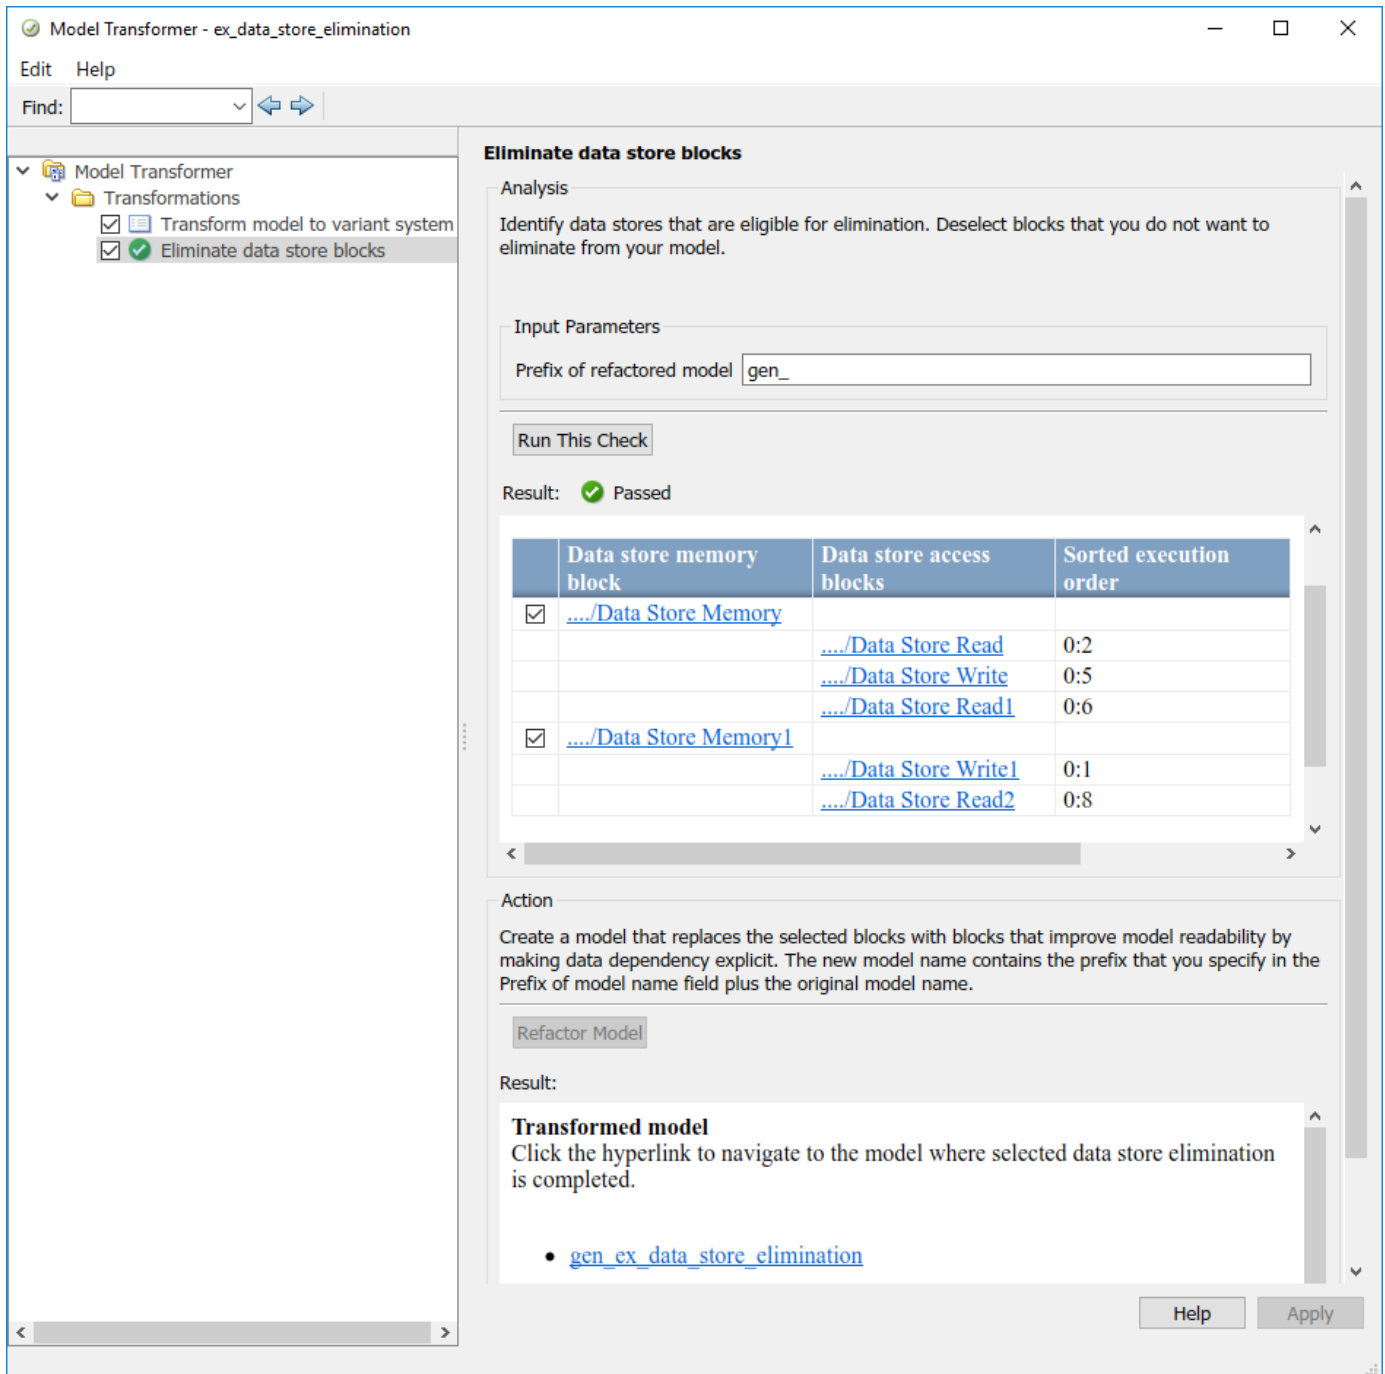 Model Transformer - ex_data_store_elimination
Edit Help
Find:
Model Transformer
Transformations
Transform model to variant system
Eliminate data store blocks
Eliminate data store blocks
Analysis
Identify data stores that are eligible for elimination. Deselect blocks that you do not want to
eliminate from your model.
Input Parameters
Prefix of refactored model gen_
Run This Check
Result: Passed
Data store memory block Data store access blocks Sorted execution order
..../Data Store Memory
..../Data Store Read 0:2
..../Data Store Write 0:5
..../Data Store Read1 0:6
..../Data Store Memory1
..../Data Store Write1 0:1
..../Data Store Read2 0:8
Action
Create a model that replaces the selected blocks with blocks that improve model readability by
making data dependency explicit. The new model name contains the prefix that you specify in the
Prefix of model name field plus the original model name.
Refactor Model
Result:
Transformed model
Click the hyperlink to navigate to the model where selected data store elimination
is completed.
• gen_ex_data_store_elimination
Help Apply